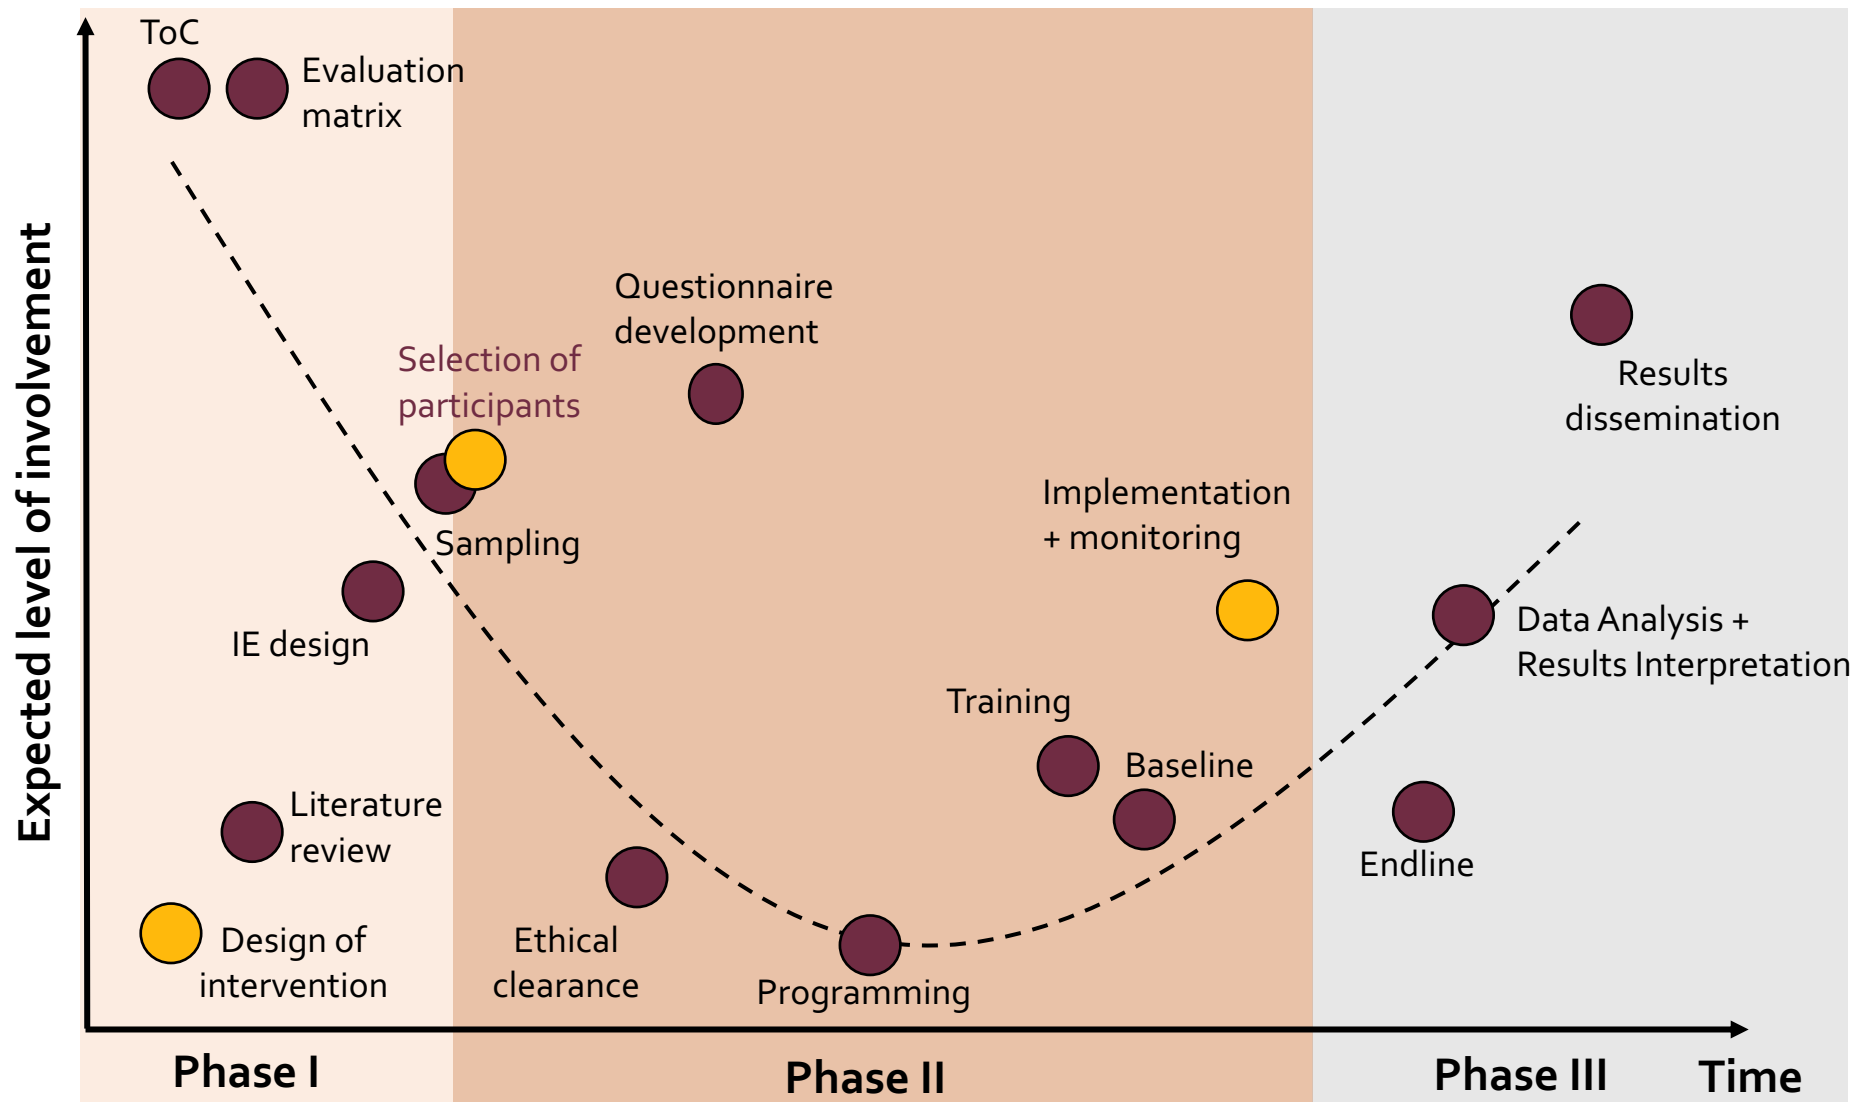 ToC
Evaluation
matrix
Expected level of involvement
Questionnaire
development
Selection of
participants
Results
dissemination
Implementation
+ monitoring
Sampling
IE design
Data Analysis +
Results Interpretation
Training
Baseline
Literature
review
Endline
Design of
intervention
Ethical
clearance
Programming
Phase I
Phase II
Phase III
Time